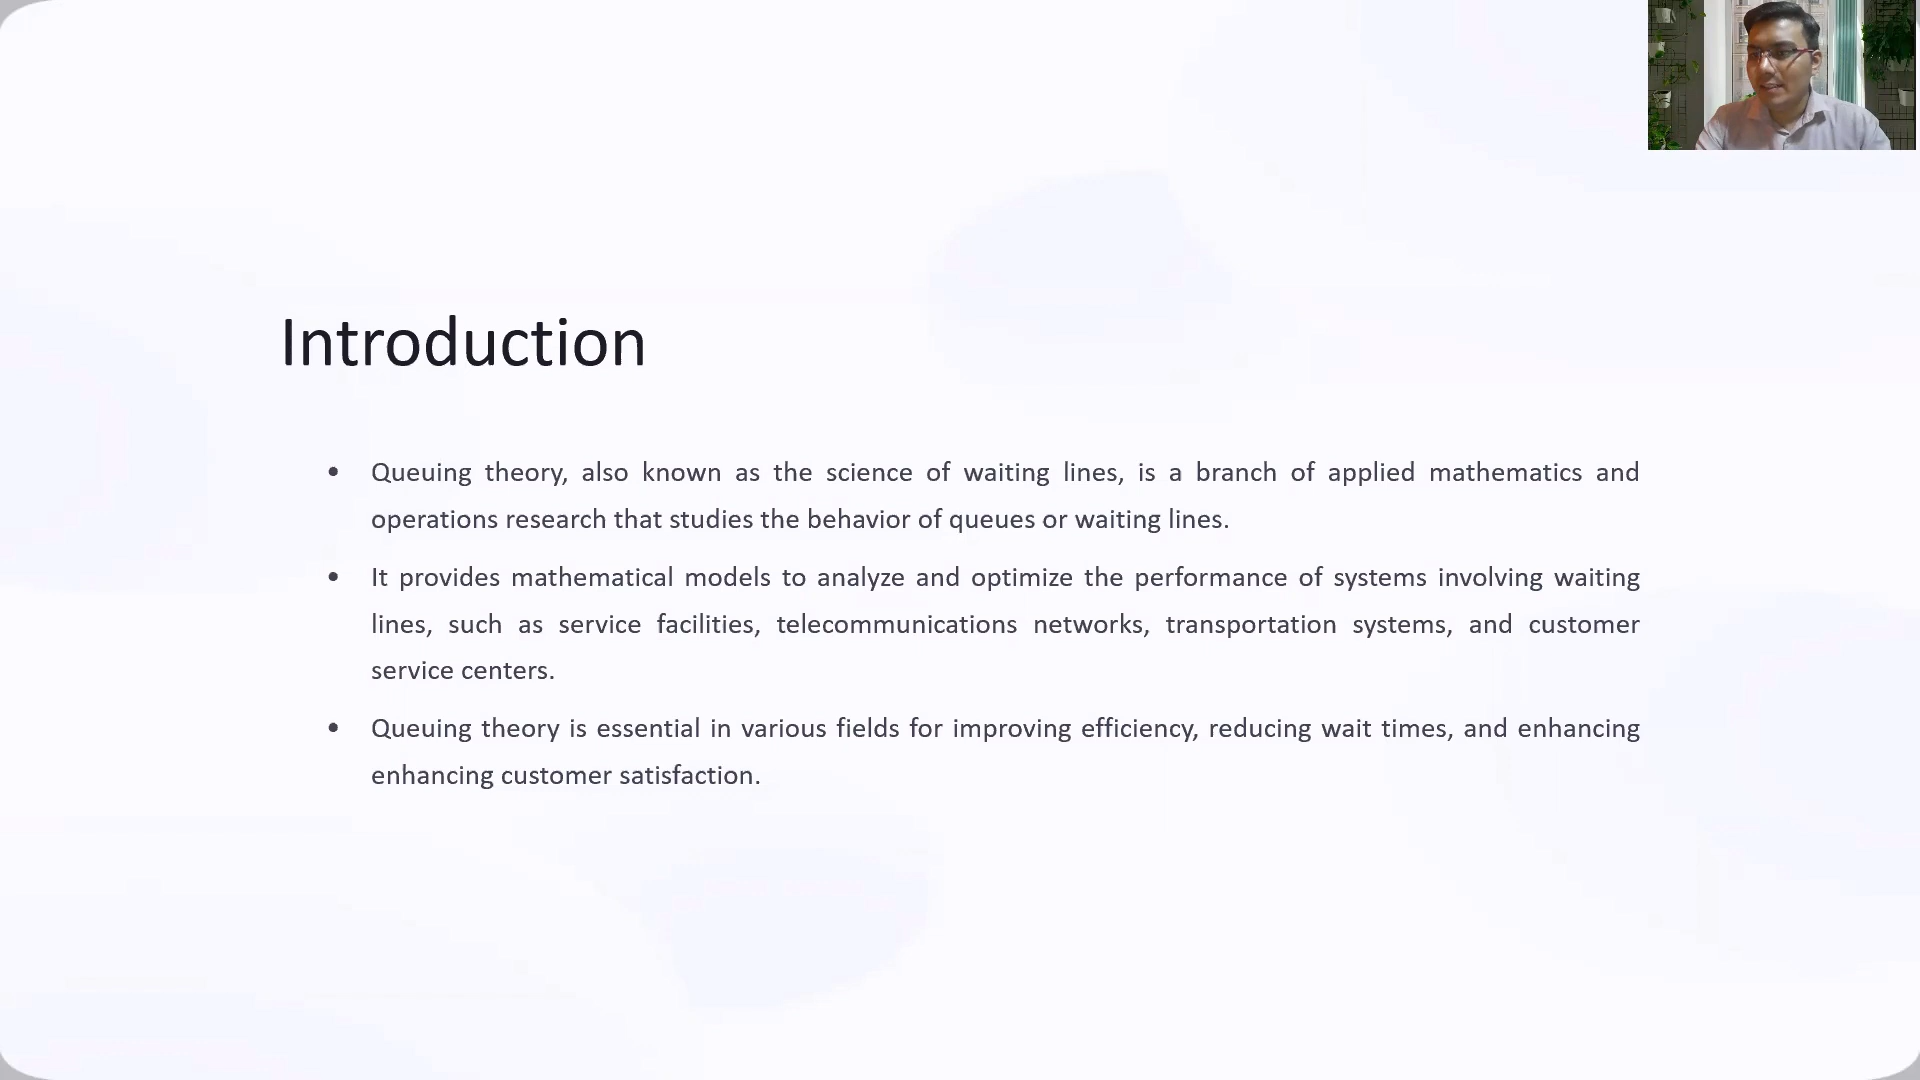 Introduction
• Queuing theory, also known as the science of waiting lines, is a branch of applied mathematics and
operations research that studies the behavior of queues or waiting lines.
• It provides mathematical models to analyze and optimize the performance of systems involving waiting
lines, such as service facilities, telecommunications networks, transportation systems, and customer
service centers.
• Queuing theory is essential in various fields for improving efficiency, reducing wait times, and enhancing
enhancing customer satisfaction.